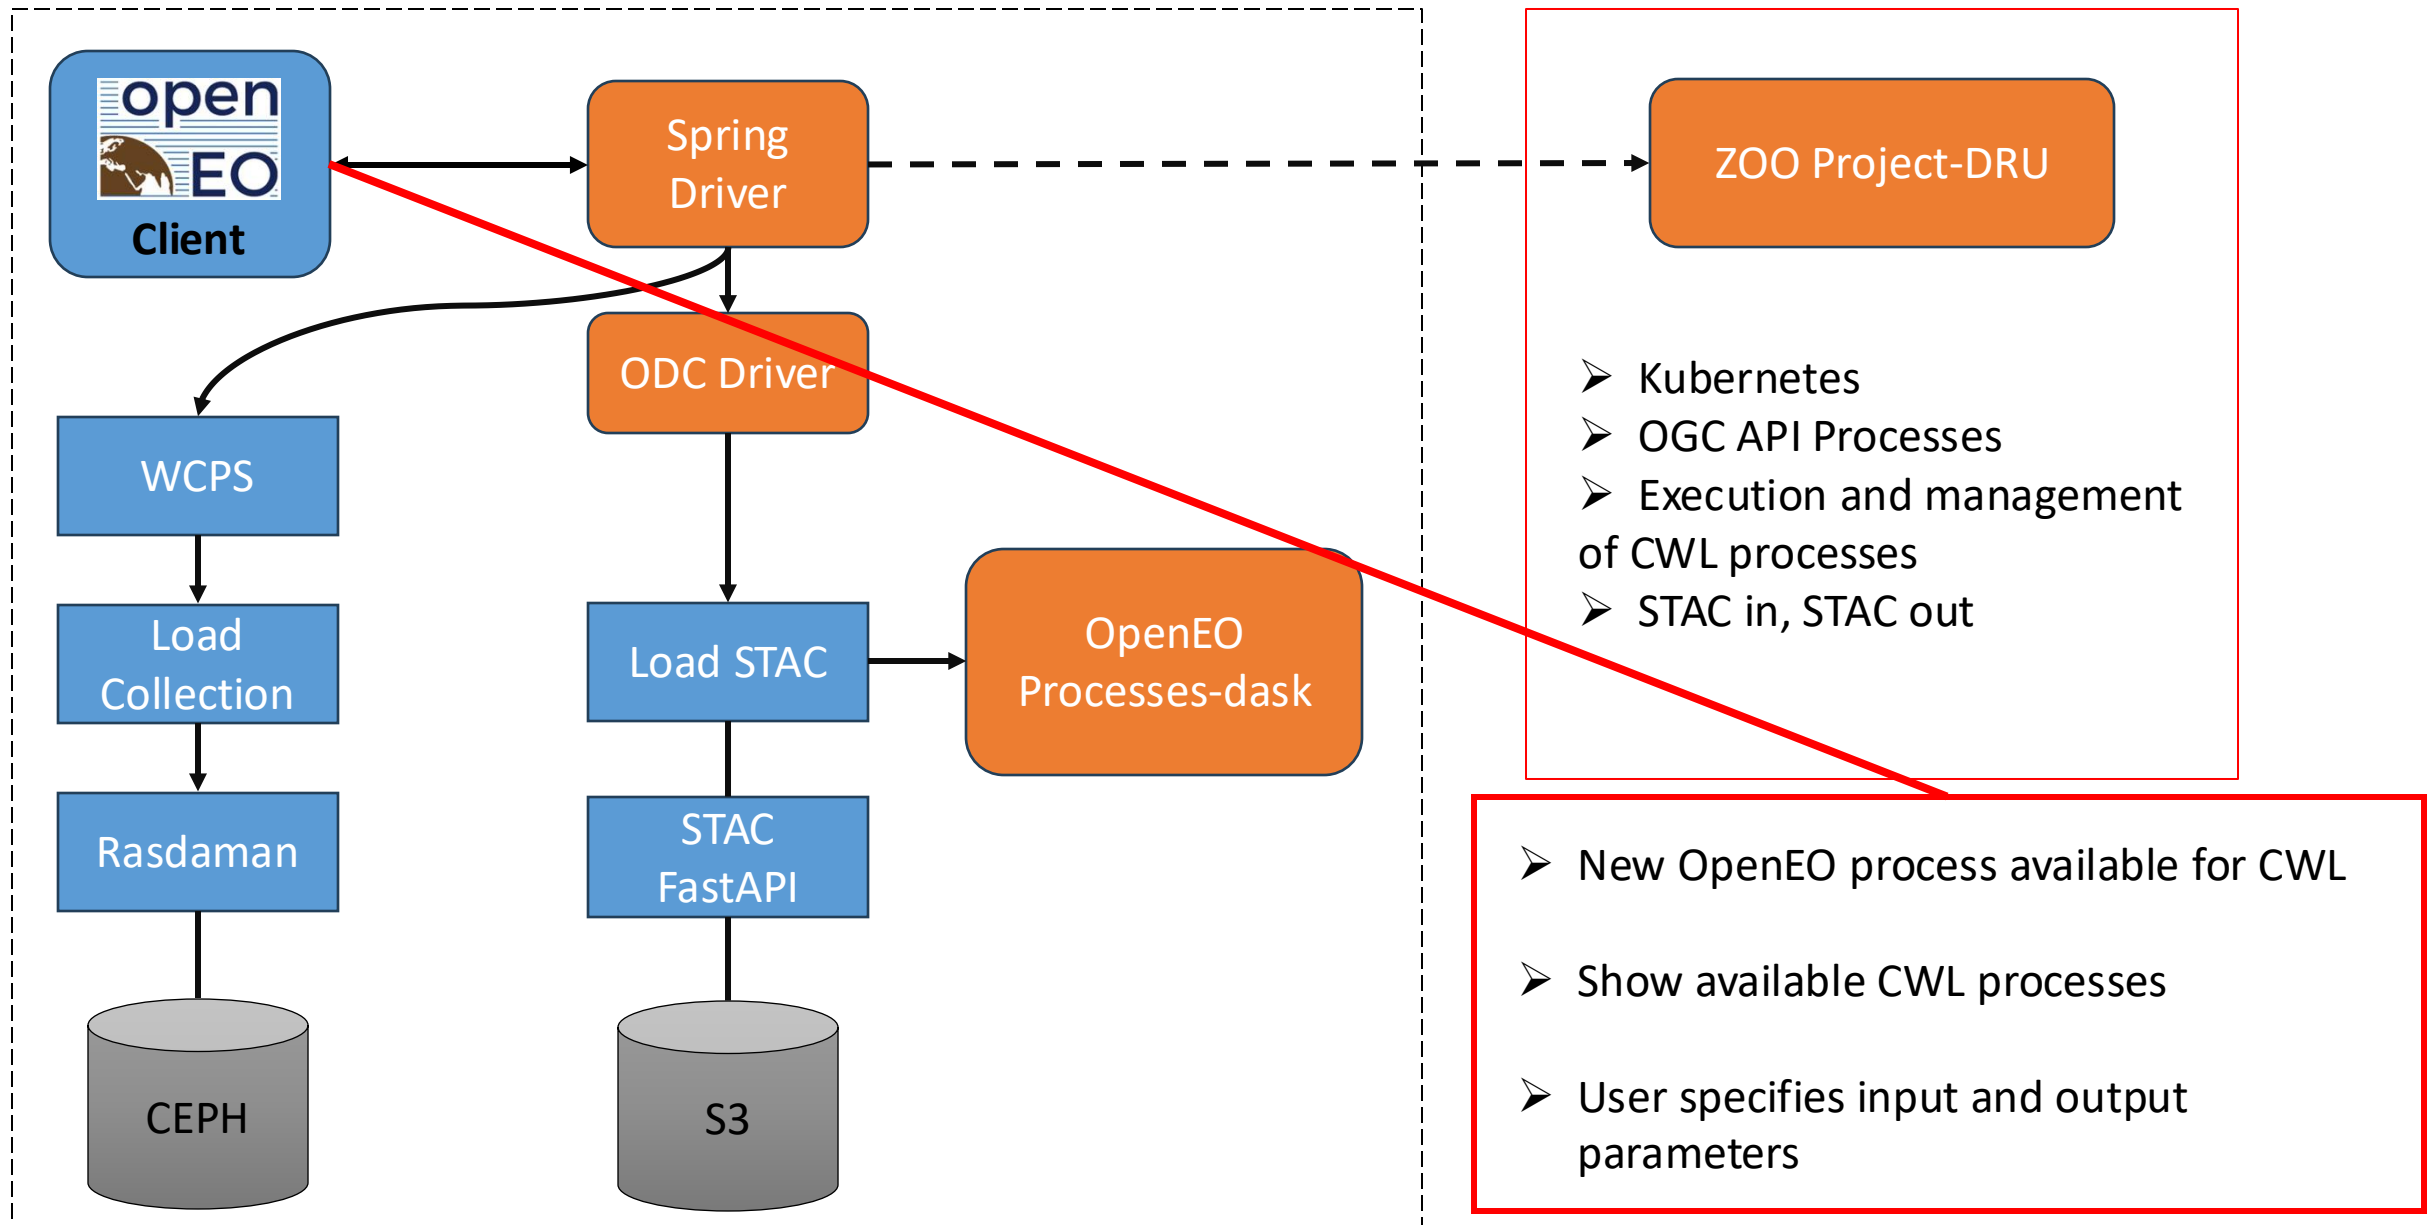 open
EO
Client
Spring
Driver
ZOO Project-DRU
ODC Driver
WCPS
Load
Collection
Rasdaman
CEPH
Load STAC
OpenEO
Processes-dask
STAC
FastAPI
S3
➢ Kubernetes
➢ OGC API Processes
➢ Execution and management
of CWL processes
➢ STAC in, STAC out
➢ New OpenEO process available for CWL
➢ Show available CWL processes
➢ User specifies input and output
parameters